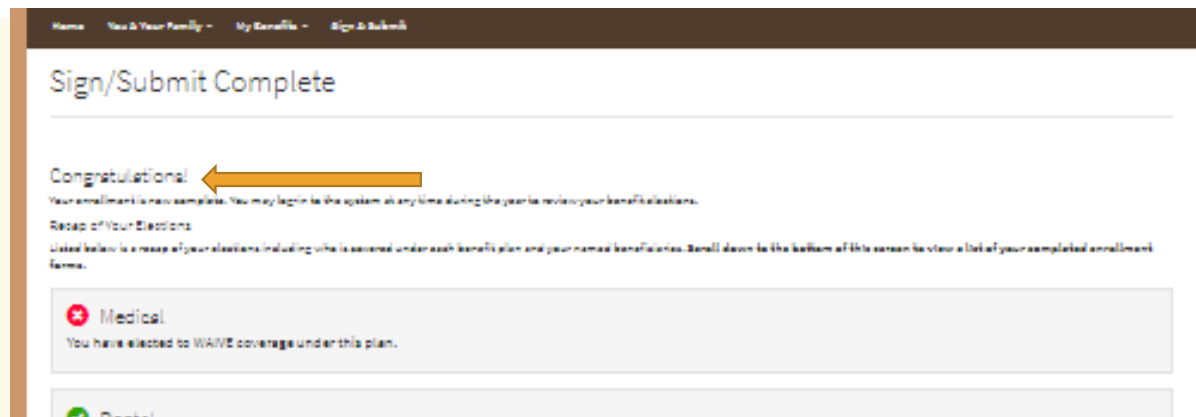 Home You & Your Family My Benefits Sign & Submit
Sign/Submit Complete
Congratulations!
Your enrollment is now complete. You may log-in to the system at any time during the year to review your benefit elections.
Recap of Your Elections
Listed below is a recap of your elections including who is covered under each benefit plan and your named beneficiaries. Scroll down to the bottom of this screen to view a list of your completed enrollment
forms.
Medical
You have elected to WAIVE coverage under this plan.
Dental